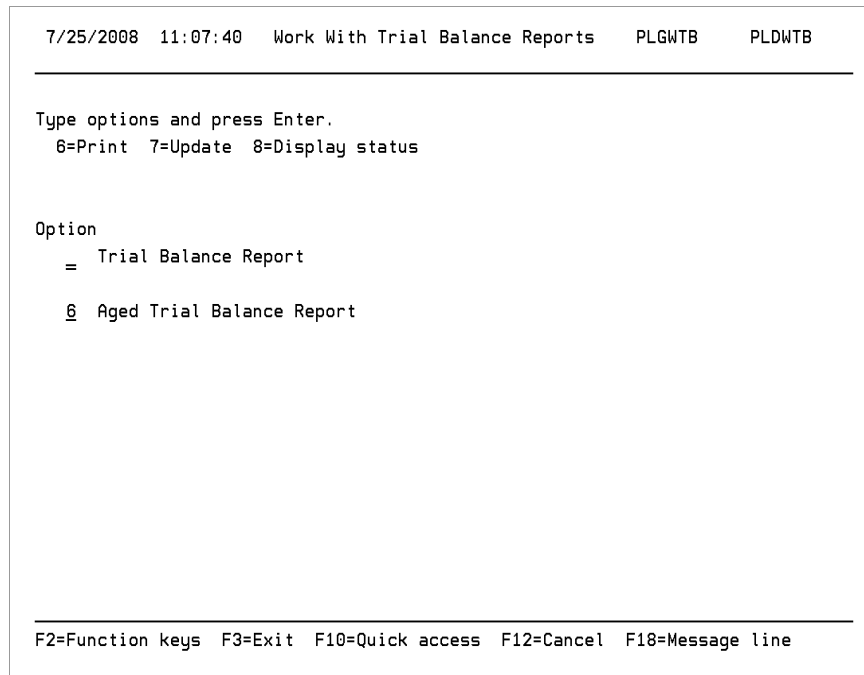 7/25/2008 11:07:40 Work With Trial Balance Reports PLGWTB PLDWTB
Type options and press Enter.
6=Print 7=Update 8=Display status
Option
_ Trial Balance Report
6 Aged Trial Balance Report
F2=Function keys F3=Exit F10=Quick access F12=Cancel F18=Message line